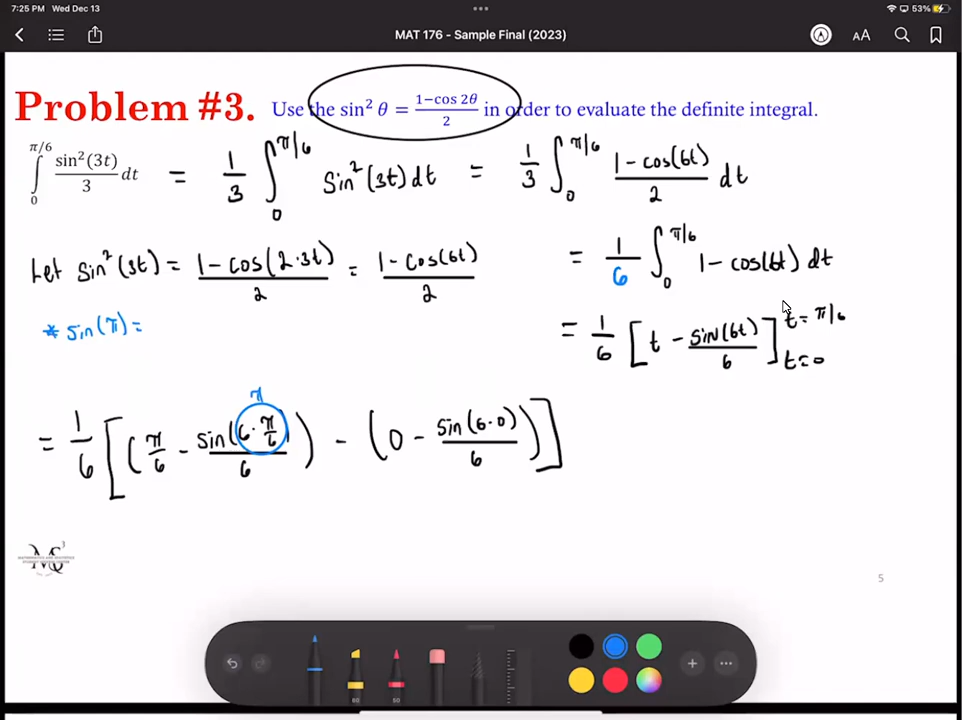 7:25 PM Wed Dec 13
53%
MAT 176 - Sample Final (2023)
AA
Problem #3. Use the sin² θ = (1−cos 2θ)/2 in order to evaluate the definite integral.
∫₀^(π/6) sin²(3t)/3 dt = 1/3 ∫₀^(π/6) sin²(3t) dt = 1/3 ∫₀^(π/6) (1 - cos(6t))/2 dt
Let sin²(3t) = (1 - cos(2·3t))/2 = (1 - cos(6t))/2
= 1/6 ∫₀^(π/6) 1 - cos(6t) dt
* sin(π) =
= 1/6 [t - sin(6t)/6] t = π/6 t = 0
π
= 1/6 [(π/6 - sin(6·π/6)/6) - (0 - sin(6·0)/6)]
5
80
50